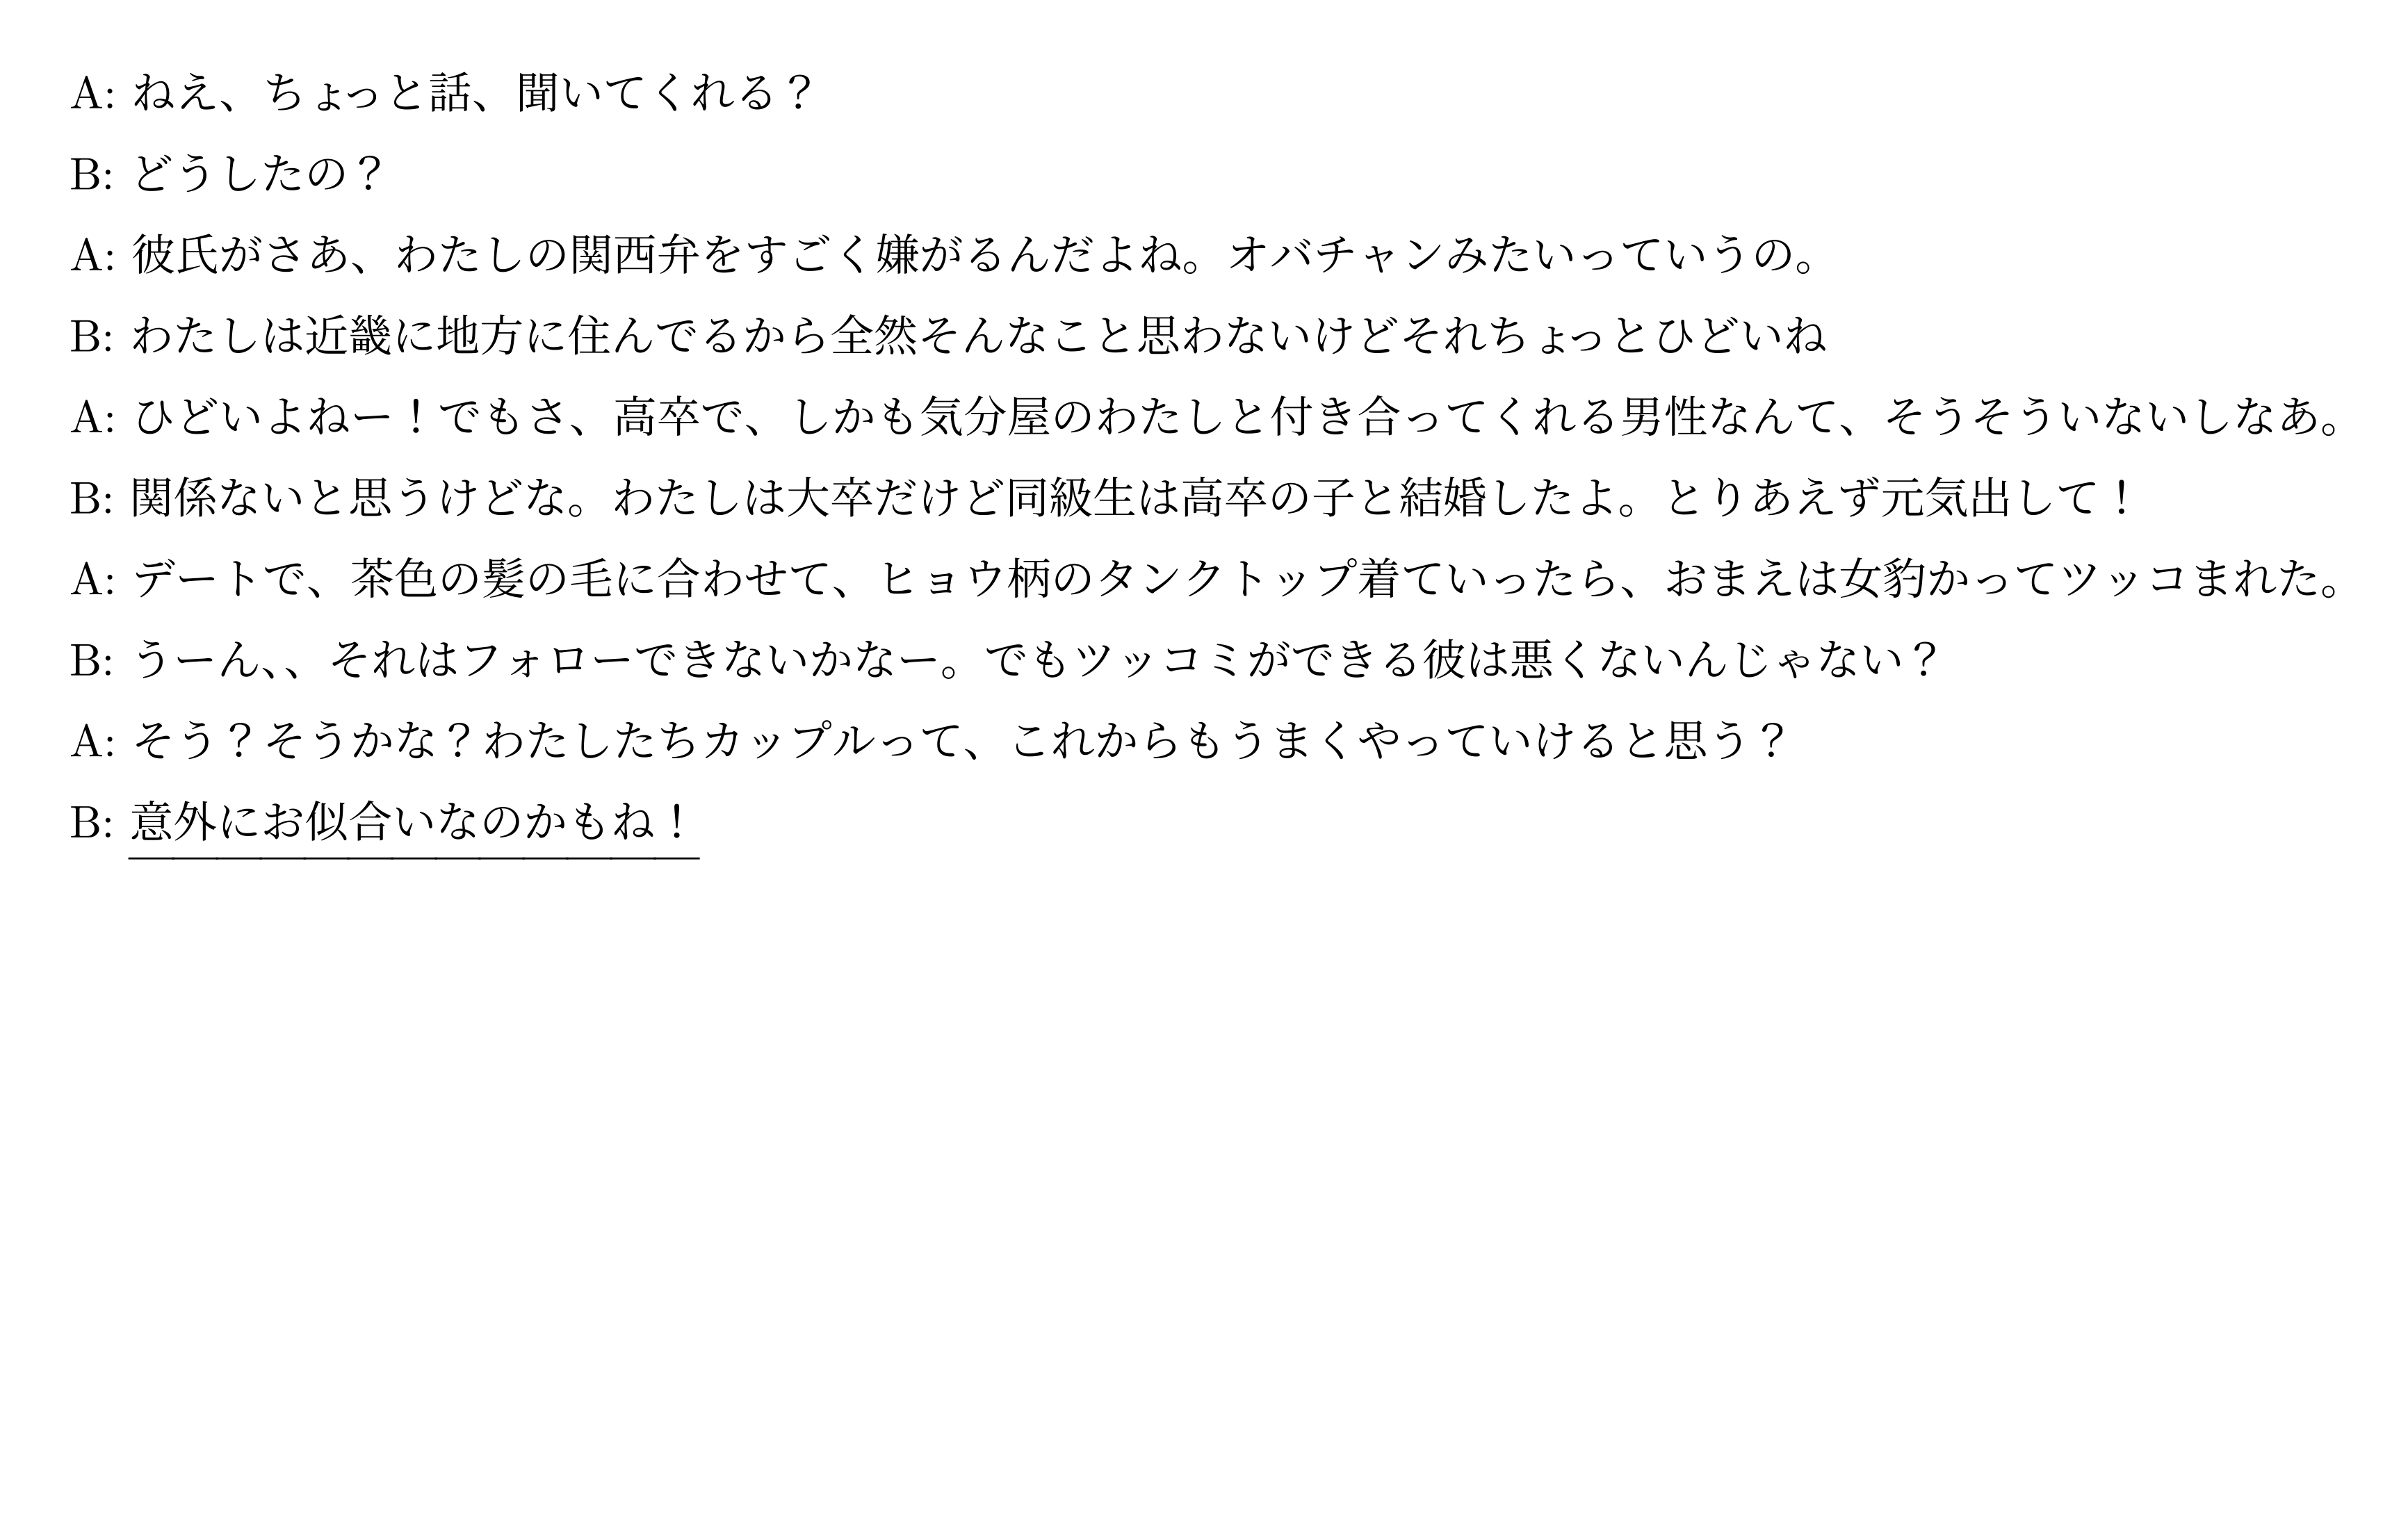 A: ねえ、ちょっと話、聞いてくれる？
B: どうしたの？
A: 彼氏がさあ、わたしの関西弁をすごく嫌がるんだよね。オバチャンみたいっていうの。
B: わたしは近畿に地方に住んでるから全然そんなこと思わないけどそれちょっとひどいね
A: ひどいよねー！でもさ、高卒で、しかも気分屋のわたしと付き合ってくれる男性なんて、そうそういないしなあ。
B: 関係ないと思うけどな。わたしは大卒だけど同級生は高卒の子と結婚したよ。とりあえず元気出して！
A: デートで、茶色の髪の毛に合わせて、ヒョウ柄のタンクトップ着ていったら、おまえは女豹かってツッコまれた。
B: うーん、、それはフォローできないかなー。でもツッコミができる彼は悪くないんじゃない？
A: そう？そうかな？わたしたちカップルって、これからもうまくやっていけると思う？
B: 意外にお似合いなのかもね！